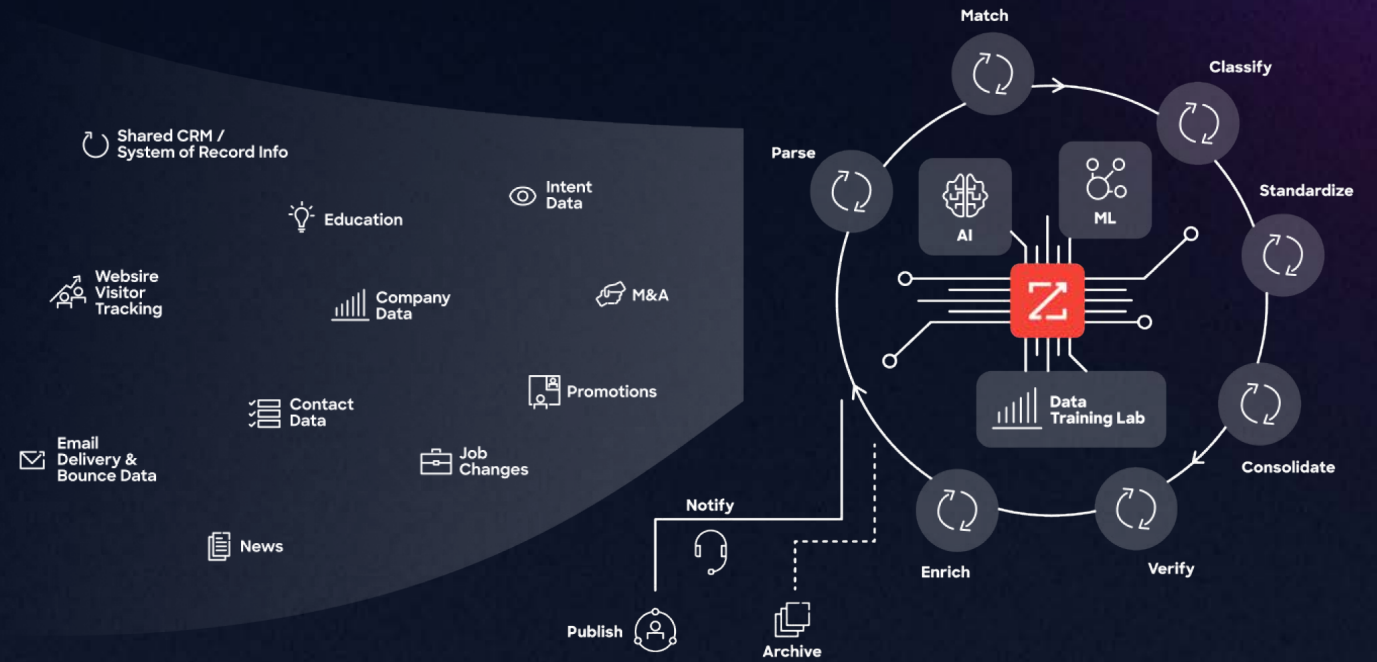 Match
Classify
Parse
Standardize
Shared CRM /
System of Record Info
Intent
Data
Education
AI
ML
Websire
Visitor
Tracking
Company
Data
M&A
Promotions
Contact
Data
Data
Training Lab
Email
Delivery &
Bounce Data
Job
Changes
Consolidate
Notify
News
Enrich
Verify
Publish
Archive